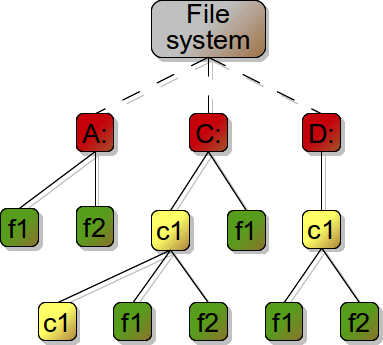 File
system
A: C: D:
f1 f2 c1 f1 c1
c1 f1 f2 f1 f2